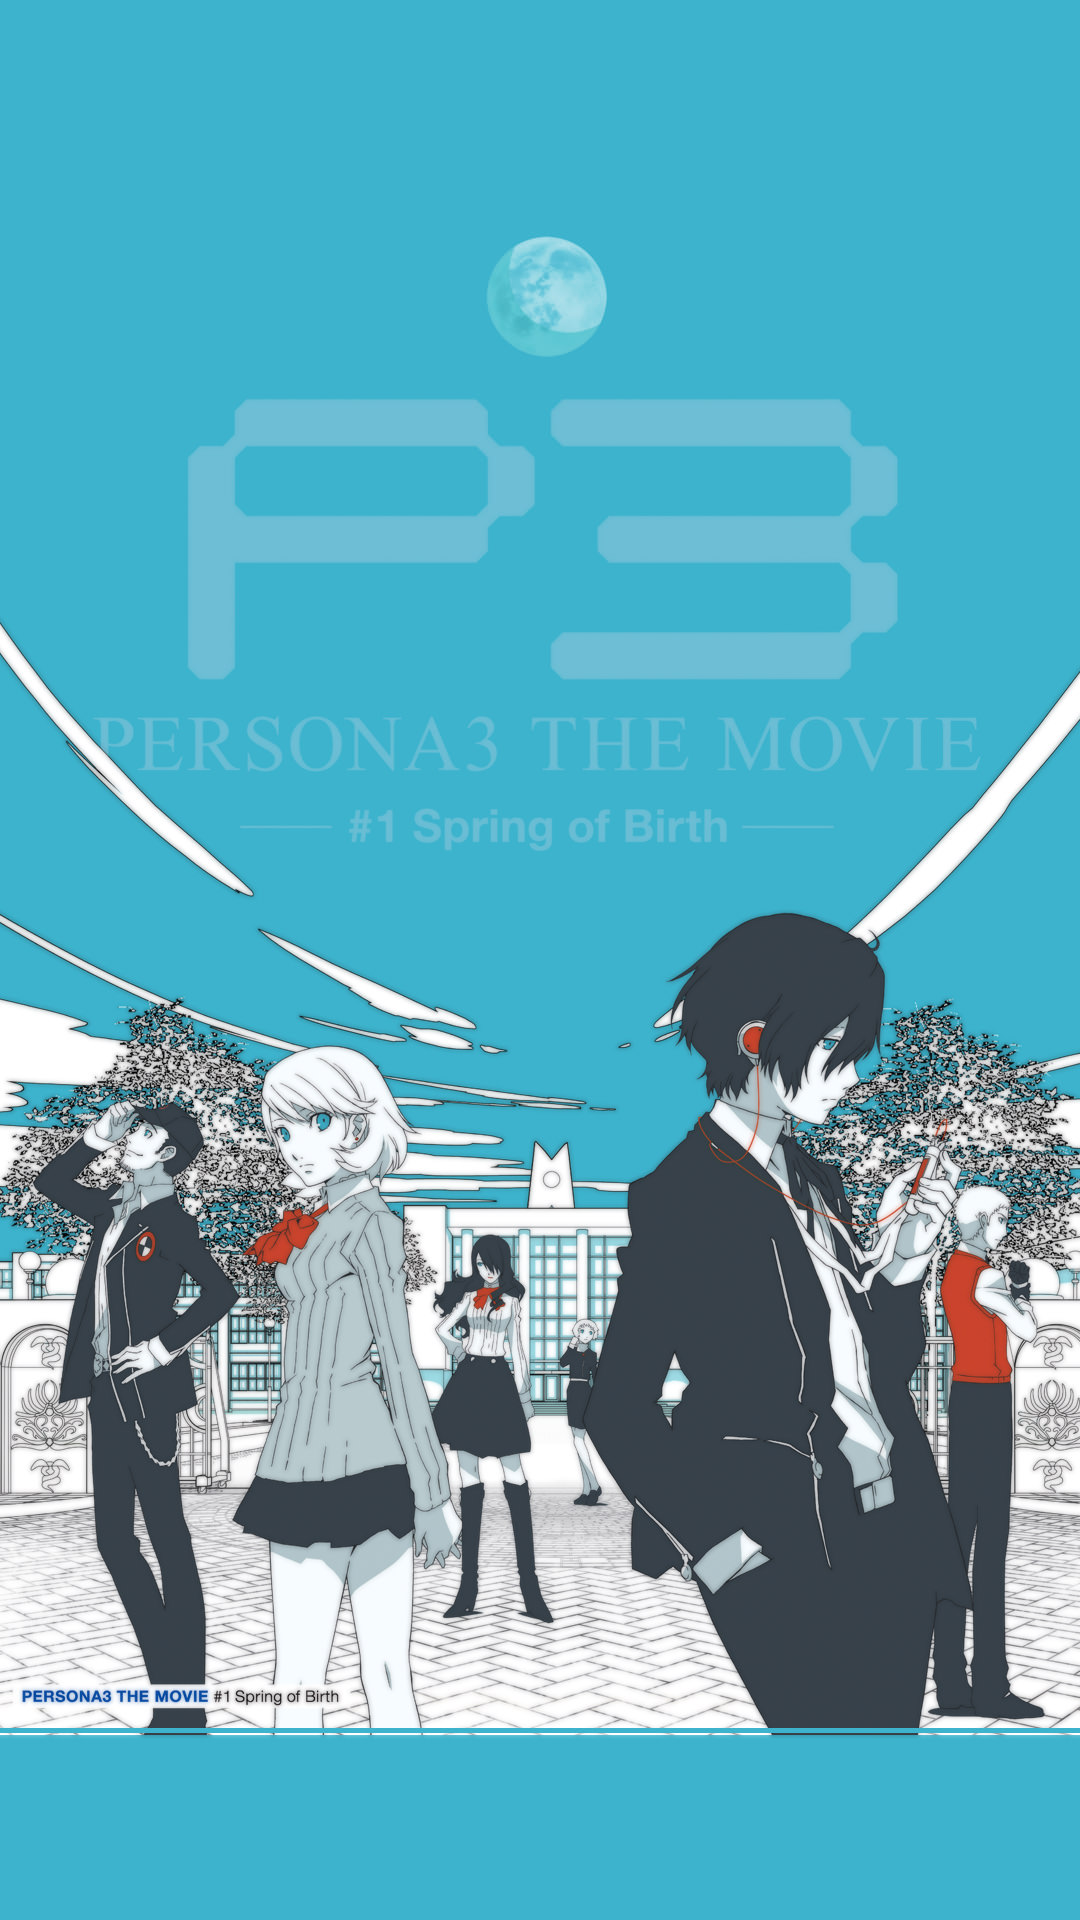 P3
PERSONA3 THE MOVIE
#1 Spring of Birth
PERSONA3 THE MOVIE #1 Spring of Birth